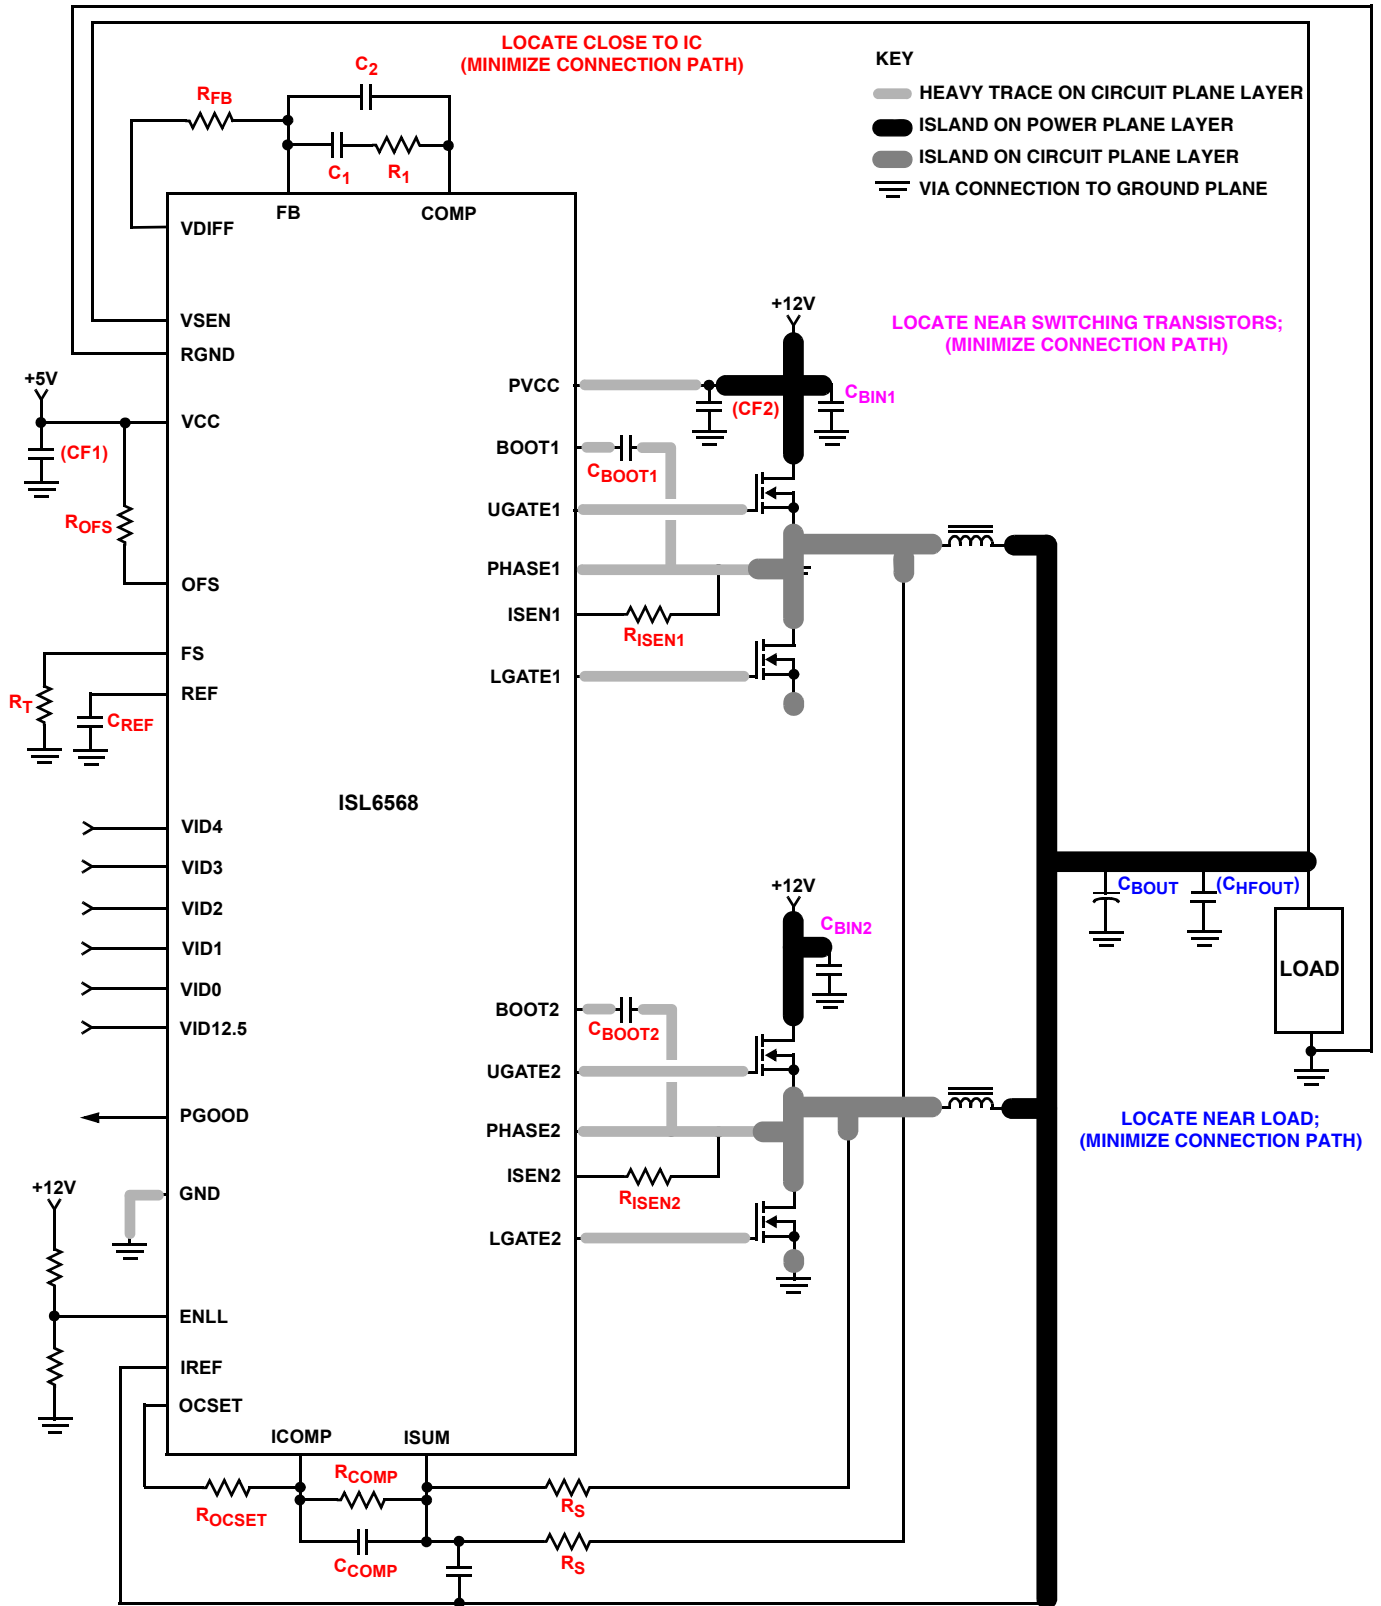 LOCATE CLOSE TO IC
(MINIMIZE CONNECTION PATH)
KEY
HEAVY TRACE ON CIRCUIT PLANE LAYER
ISLAND ON POWER PLANE LAYER
ISLAND ON CIRCUIT PLANE LAYER
VIA CONNECTION TO GROUND PLANE
C2
RFB
C1
R1
FB
COMP
VDIFF
VSEN
RGND
+5V
VCC
(CF1)
ROFS
OFS
FS
REF
RT
CREF
ISL6568
VID4
VID3
VID2
VID1
VID0
VID12.5
PGOOD
+12V
GND
ENLL
IREF
OCSET
ICOMP
ISUM
ROCSET
RCOMP
CCOMP
RS
RS
+12V
LOCATE NEAR SWITCHING TRANSISTORS;
(MINIMIZE CONNECTION PATH)
PVCC
(CF2)
CBIN1
BOOT1
CBOOT1
UGATE1
PHASE1
ISEN1
RISEN1
LGATE1
+12V
CBIN2
BOOT2
CBOOT2
UGATE2
PHASE2
ISEN2
RISEN2
LGATE2
CBOUT
(CHFOUT)
LOAD
LOCATE NEAR LOAD;
(MINIMIZE CONNECTION PATH)